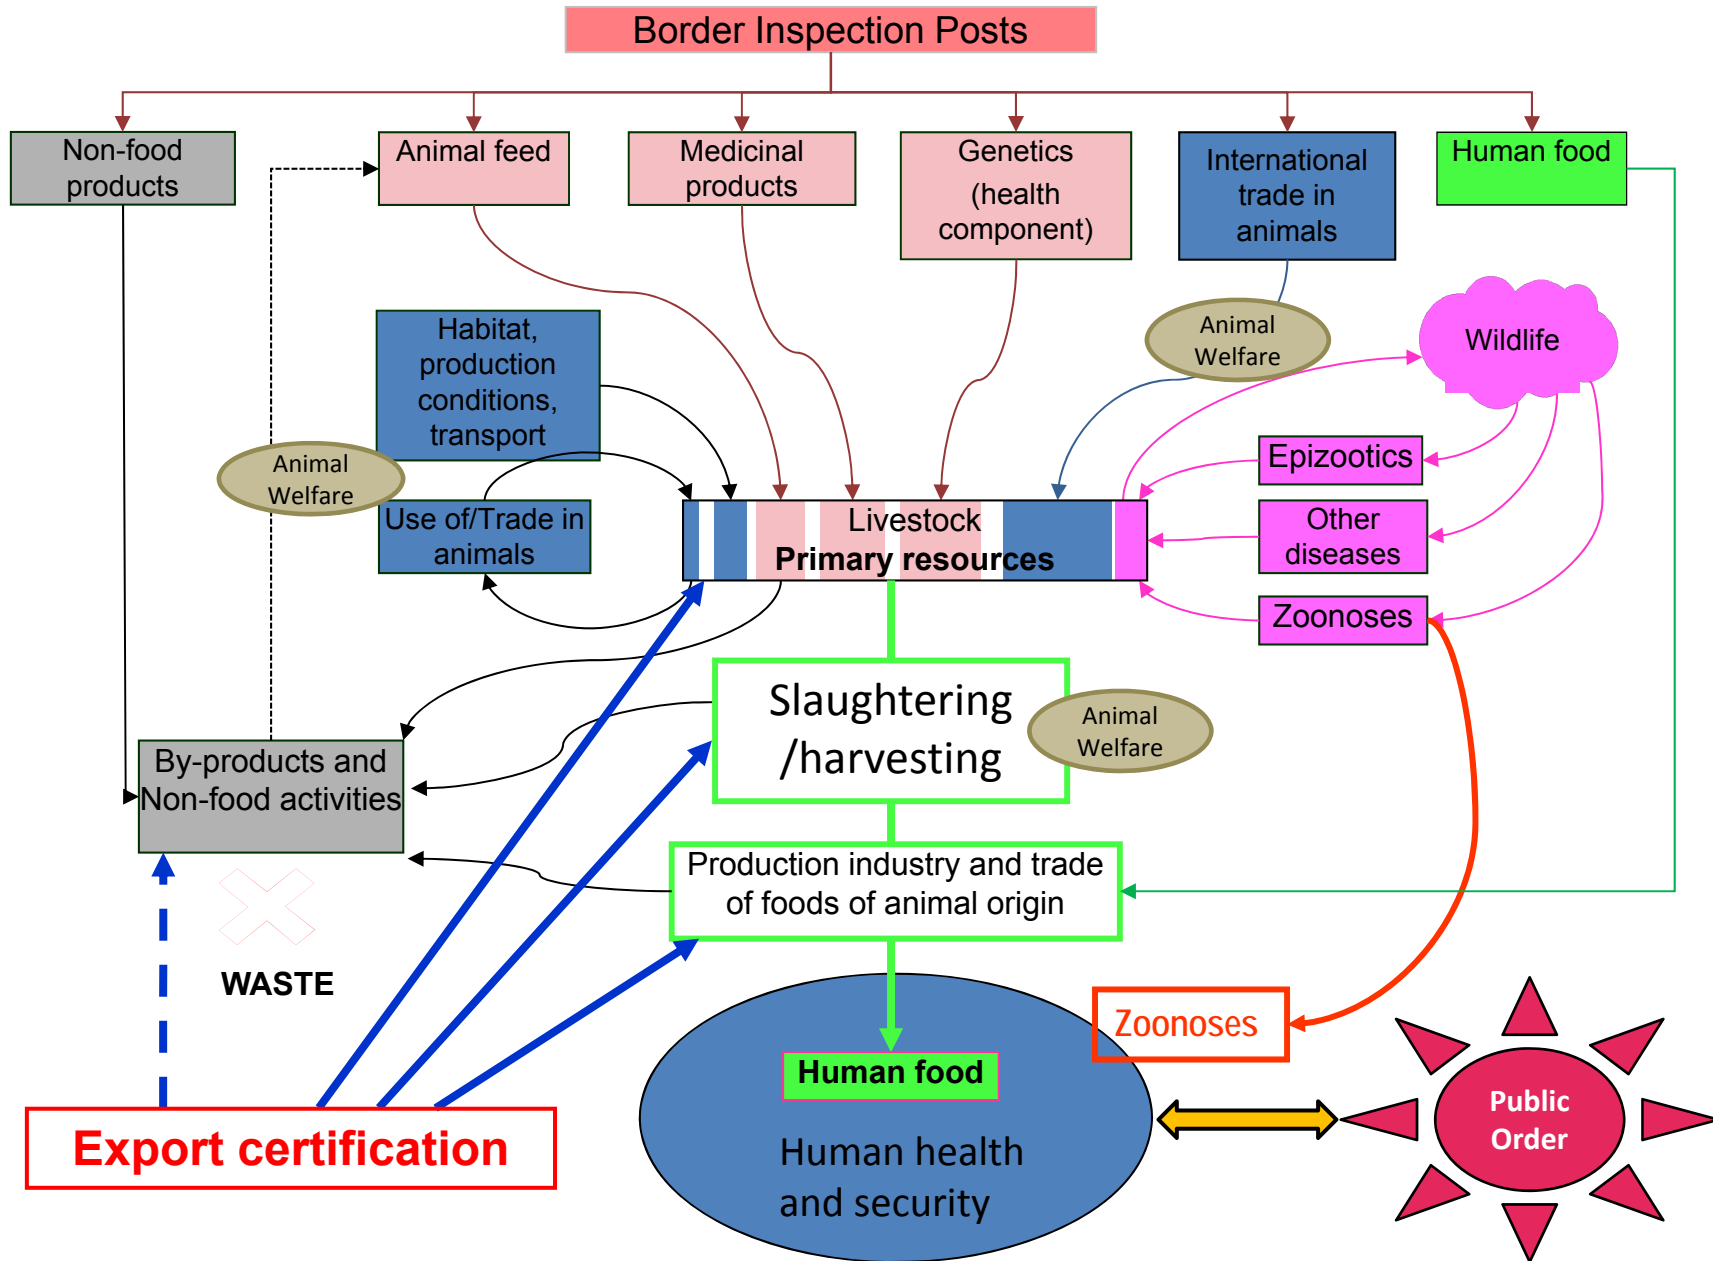 Border Inspection Posts
Non-food
products
Animal feed
Medicinal
products
Genetics
(health
component)
International
trade in
animals
Human food
Habitat,
production
conditions,
transport
Animal
Welfare
Wildlife
Animal
Welfare
Epizootics
Use of/Trade in
animals
Livestock
Primary resources
Other
diseases
Zoonoses
Slaughtering
/harvesting
Animal
Welfare
By-products and
Non-food activities
Production industry and trade
of foods of animal origin
WASTE
Zoonoses
Human food
Export certification
Human health
and security
Public
Order